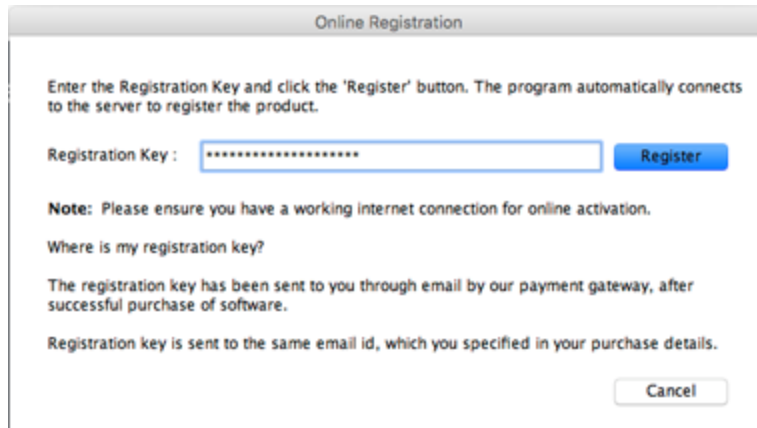 Online Registration
Enter the Registration Key and click the 'Register' button. The program automatically connects
to the server to register the product.
Registration Key : ******************** Register
Note: Please ensure you have a working internet connection for online activation.
Where is my registration key?
The registration key has been sent to you through email by our payment gateway, after
successful purchase of software.
Registration key is sent to the same email id, which you specified in your purchase details.
Cancel